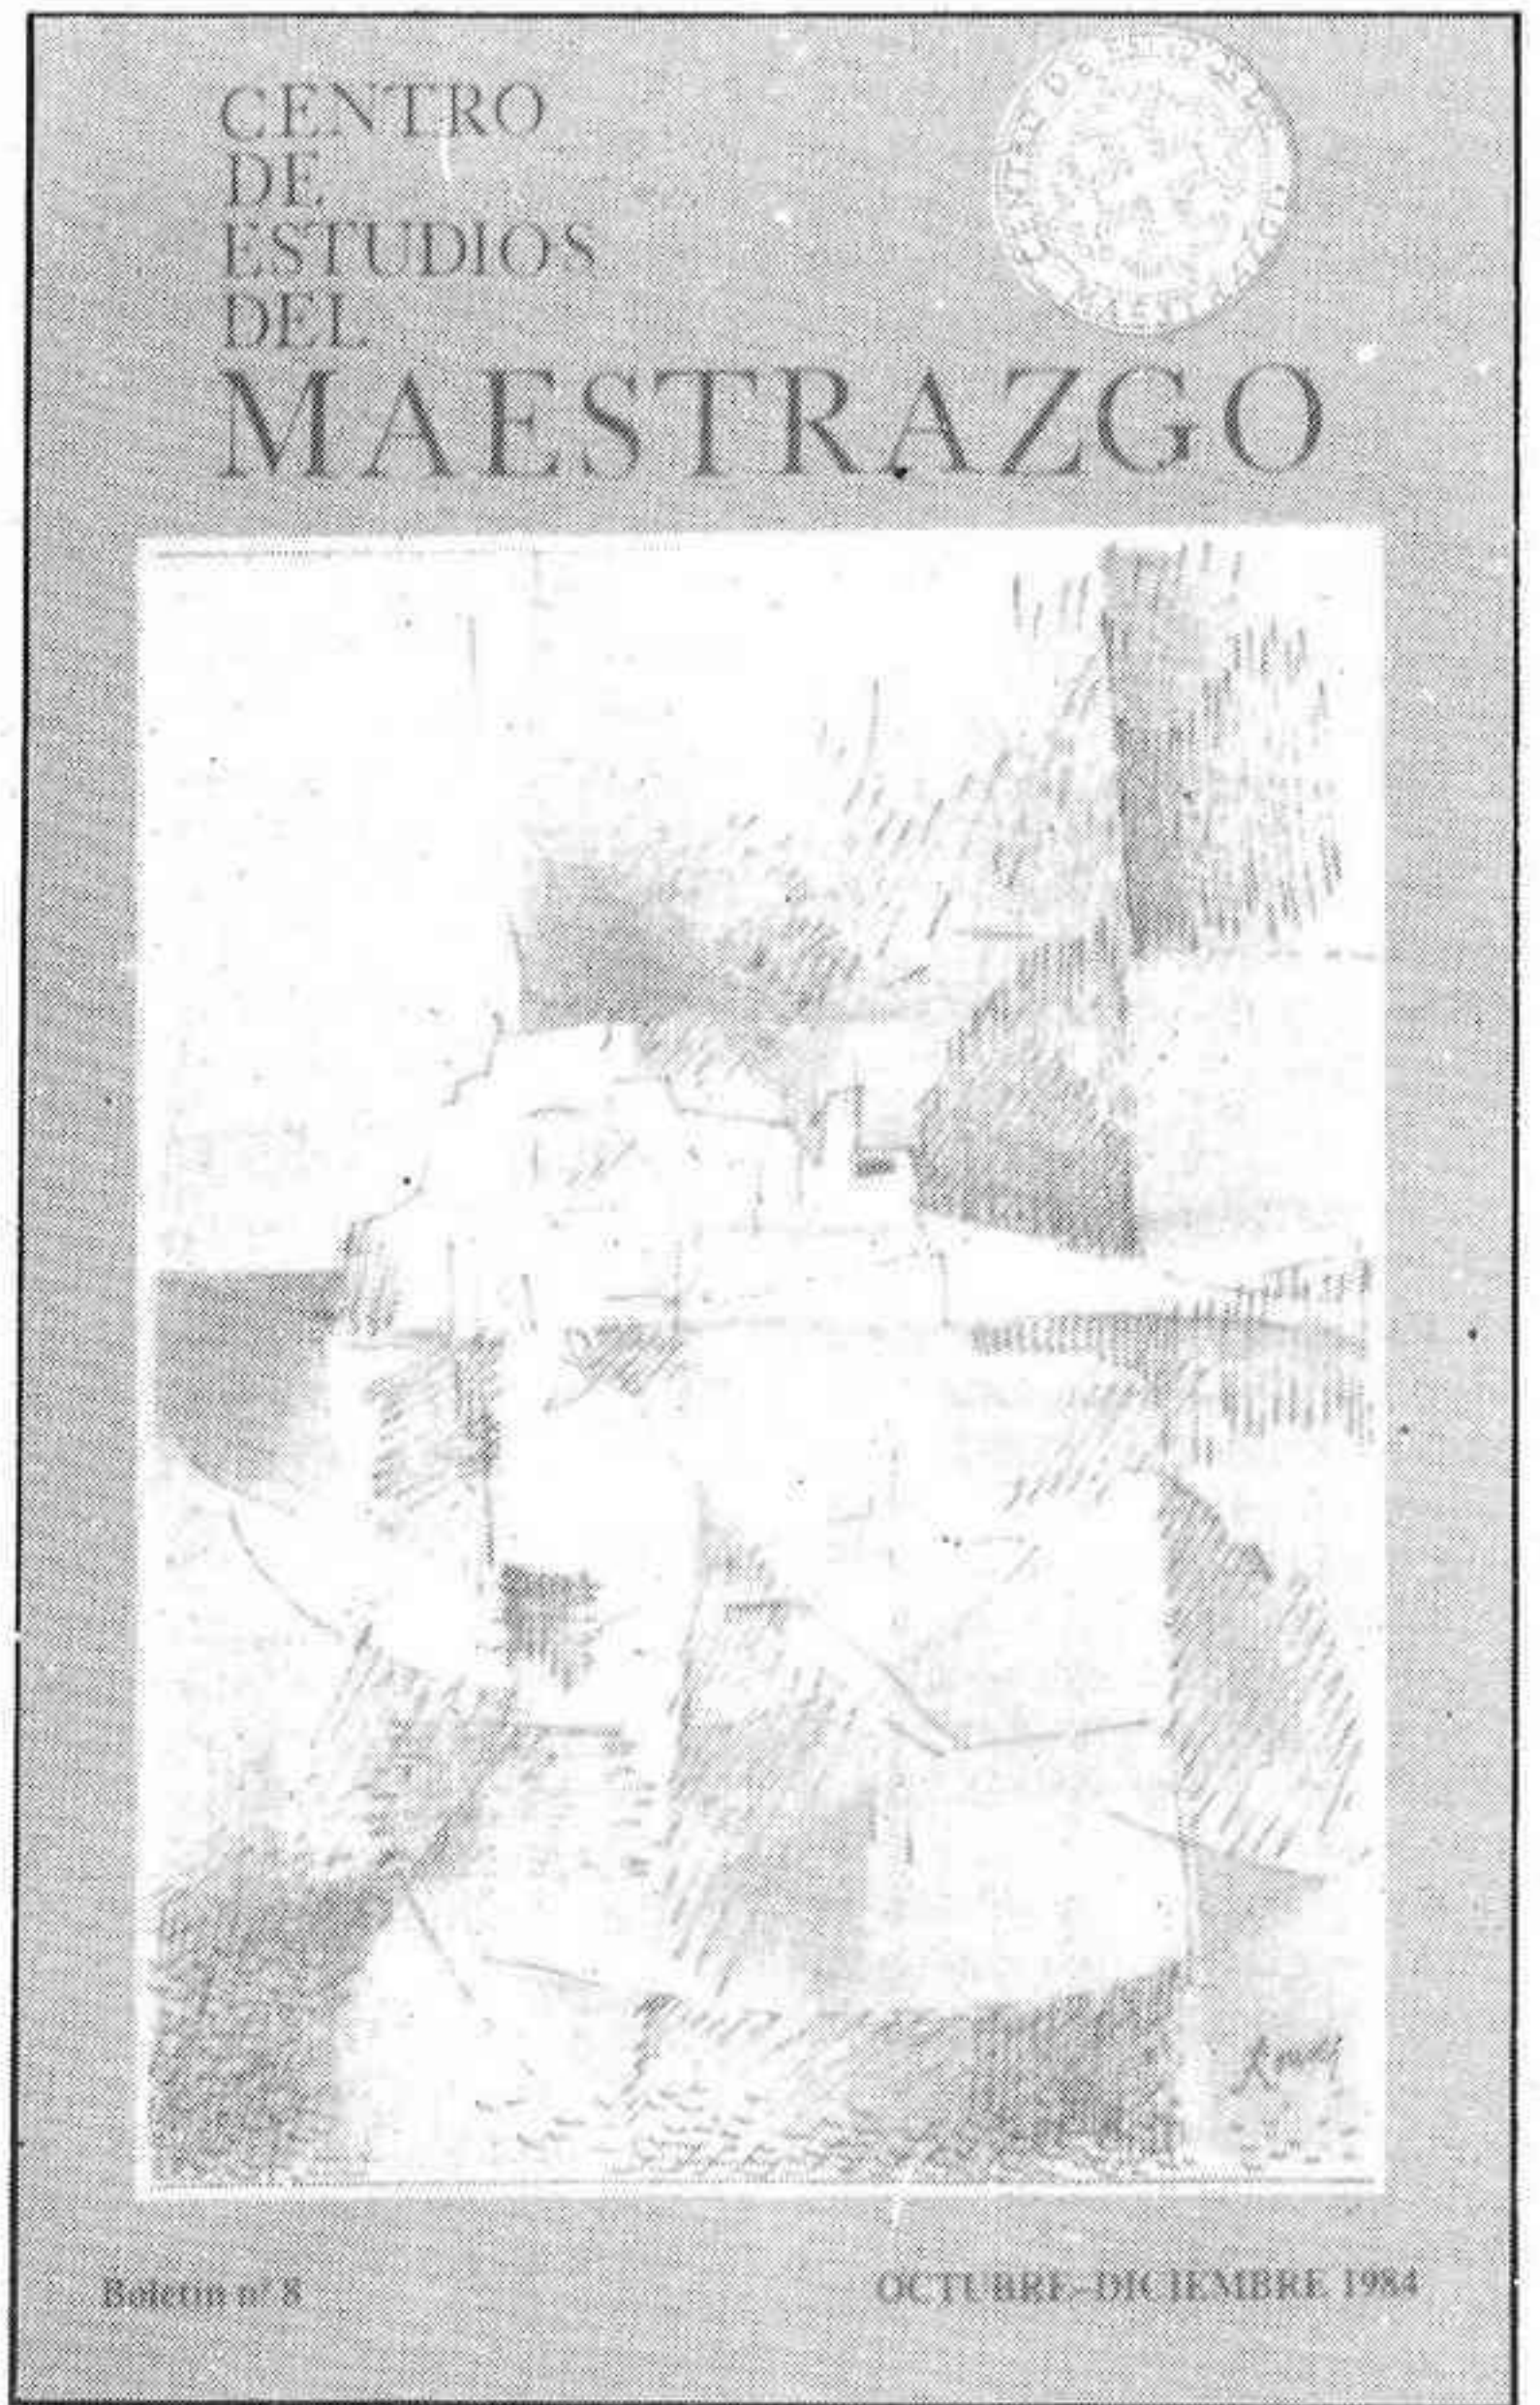 CENTRO
DE
ESTUDIOS
DEL
MAESTRAZGO
Boletín nº 8
OCTUBRE-DICIEMBRE 1984